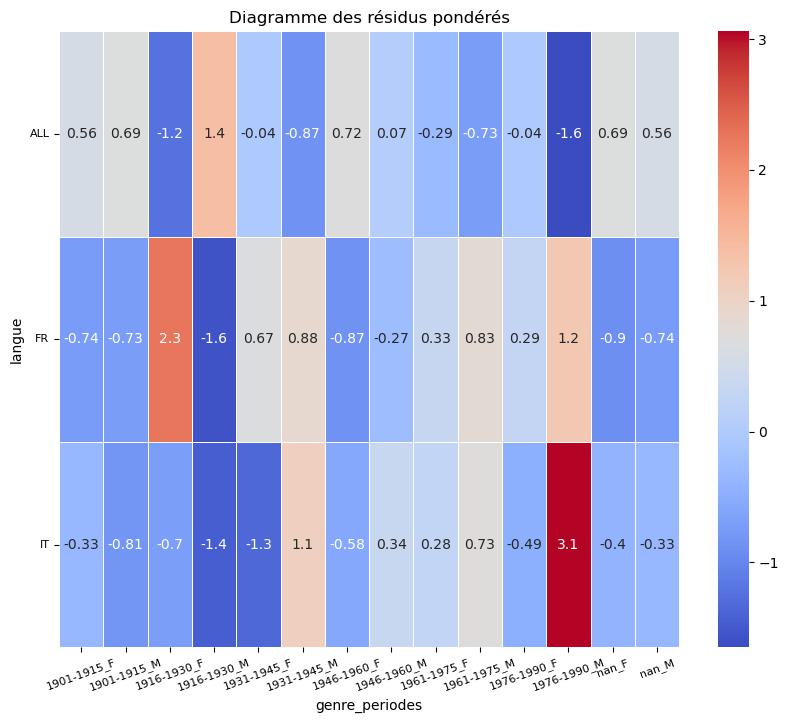 Diagramme des résidus pondérés
ALL 0.56 0.69 -1.2 1.4 -0.04 -0.87 0.72 0.07 -0.29 -0.73 -0.04 -1.6 0.69 0.56
FR -0.74 -0.73 2.3 -1.6 0.67 0.88 -0.87 -0.27 0.33 0.83 0.29 1.2 -0.9 -0.74
IT -0.33 -0.81 -0.7 -1.4 -1.3 1.1 -0.58 0.34 0.28 0.73 -0.49 3.1 -0.4 -0.33
langue
1901-1915_F 1901-1915_M 1916-1930_F 1916-1930_M 1931-1945_F 1931-1945_M 1946-1960_F 1946-1960_M 1961-1975_F 1961-1975_M 1976-1990_F 1976-1990_M nan_F nan_M
genre_periodes
3
2
1
0
−1